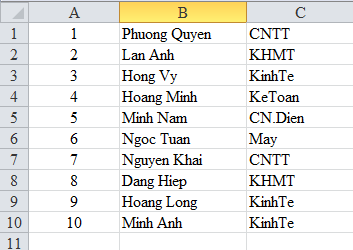 A B C
1 1 Phuong Quyen CNTT
2 2 Lan Anh KHMT
3 3 Hong Vy KinhTe
4 4 Hoang Minh KeToan
5 5 Minh Nam CN.Dien
6 6 Ngoc Tuan May
7 7 Nguyen Khai CNTT
8 8 Dang Hiep KHMT
9 9 Hoang Long KinhTe
10 10 Minh Anh KinhTe
11